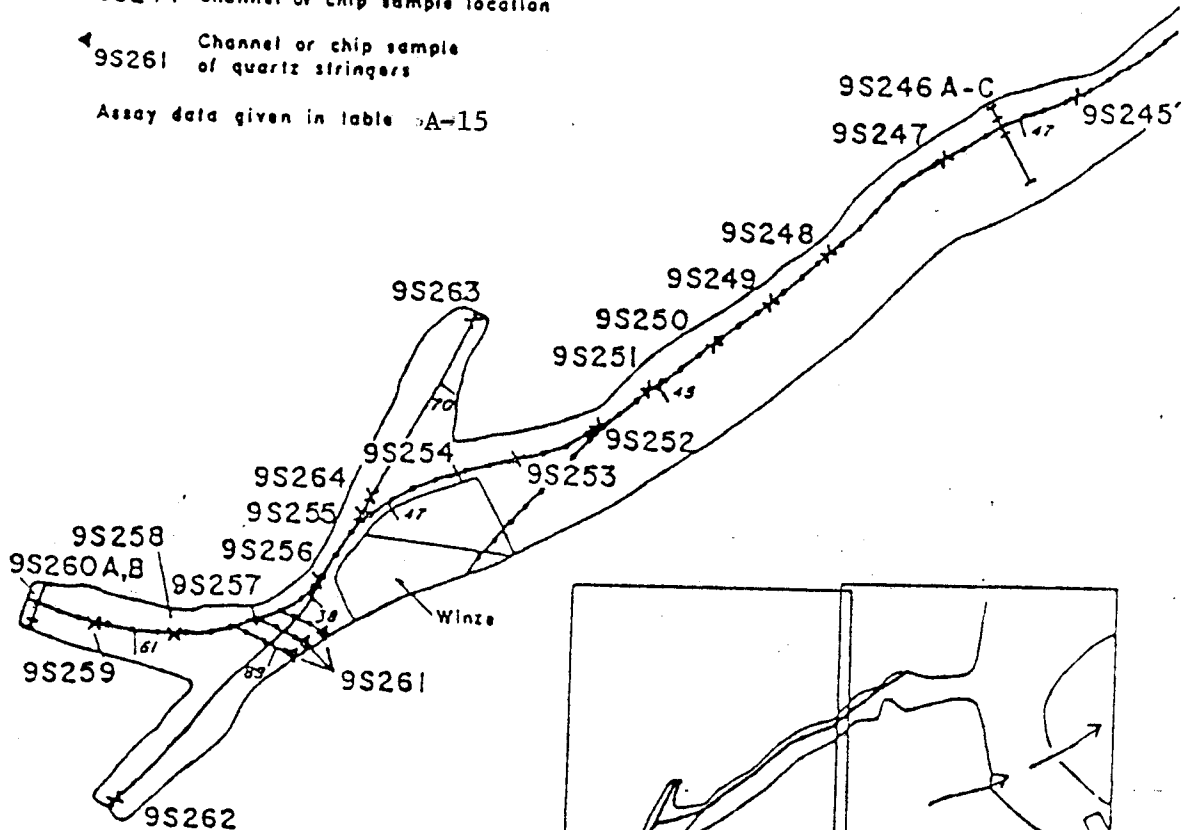 Channel or chip sample location
Channel or chip sample
9S261 of quartz stringers
Assay data given in table A-15
9S246 A-C
9S247
9S245
47
9S248
9S249
9S263
9S250
9S251
45
70
9S252
9S254
9S253
9S264
9S255
47
9S258
9S256
9S260A,B
9S257
38
Winze
61
9S259
83
9S261
9S262